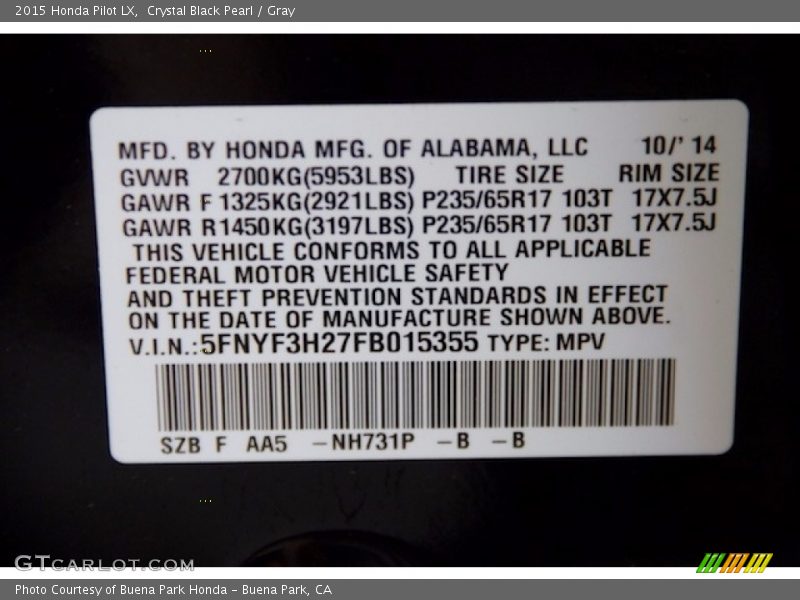 2015 Honda Pilot LX,  Crystal Black Pearl / Gray
MFD. BY HONDA MFG. OF ALABAMA, LLC 10/' 14
GVWR 2700KG(5953LBS) TIRE SIZE RIM SIZE
GAWR F 1325KG(2921LBS) P235/65R17 103T 17X7.5J
GAWR R1450KG(3197LBS) P235/65R17 103T 17X7.5J
THIS VEHICLE CONFORMS TO ALL APPLICABLE
FEDERAL MOTOR VEHICLE SAFETY
AND THEFT PREVENTION STANDARDS IN EFFECT
ON THE DATE OF MANUFACTURE SHOWN ABOVE.
V.I.N.:5FNYF3H27FB015355 TYPE: MPV
SZB F AA5 -NH731P -B -B
GTCARLOT.COM
Photo Courtesy of Buena Park Honda - Buena Park, CA